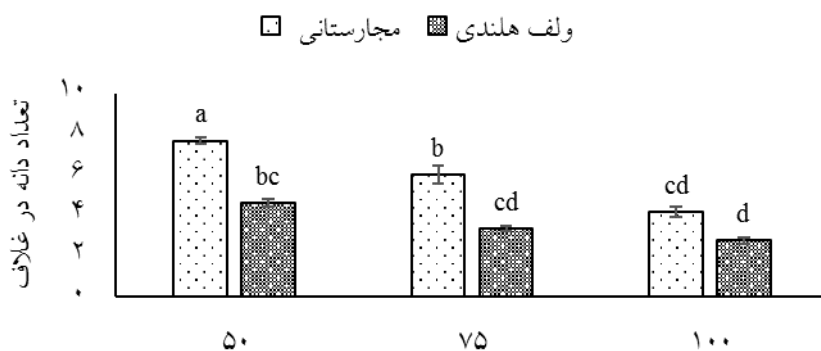 مجارستانی ولف هلندی
تعداد دانه در غلاف
۱۰
۸
۶
۴
۲
۰
a
bc
b
cd
cd
d
۵۰
۷۵
۱۰۰